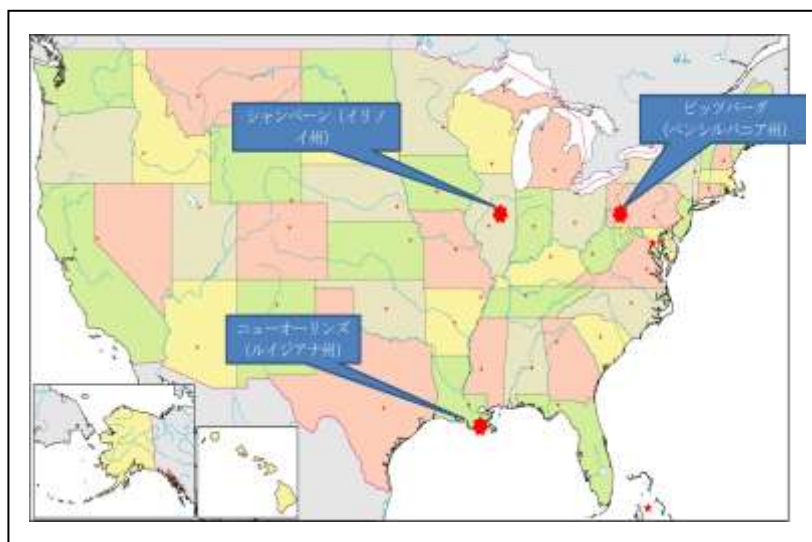 シャンペーン（イリノ
イ州）
ピッツバーグ
（ペンシルバニア州）
ニューオーリンズ
（ルイジアナ州）